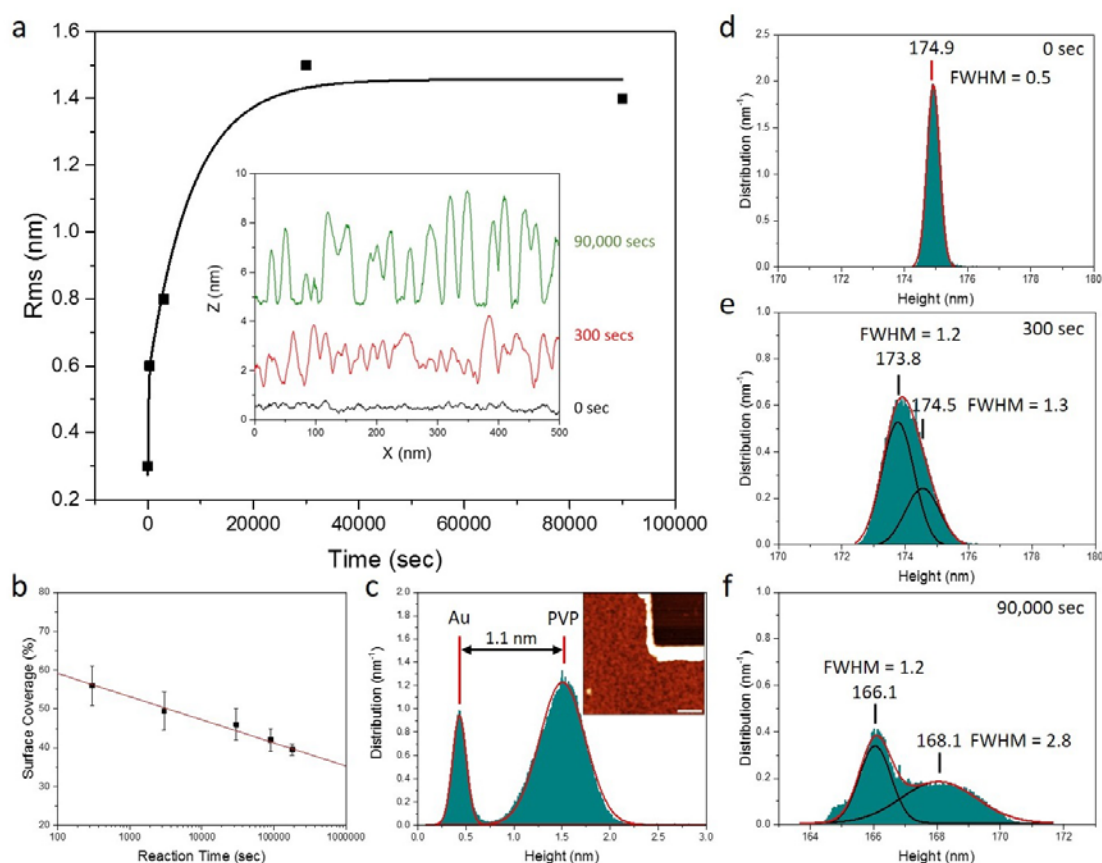 a
1.6
1.4
1.2
1.0
0.8
0.6
0.4
0.2
Rms (nm)
0
20000
40000
60000
80000
100000
Time (sec)
10
8
6
4
2
0
Z (nm)
0
100
200
300
400
500
X (nm)
90,000 secs
300 secs
0 sec
b
80
70
60
50
40
30
20
Surface Coverage (%)
100
1000
10000
100000
1000000
Reaction Time (sec)
c
2.0
1.8
1.6
1.4
1.2
1.0
0.8
0.6
0.4
0.2
0.0
Distribution (nm⁻¹)
Au
PVP
1.1 nm
0.0
0.5
1.0
1.5
2.0
2.5
3.0
Height (nm)
d
174.9
0 sec
FWHM = 0.5
2.5
2.0
1.5
1.0
0.5
0.0
Distribution (nm⁻¹)
170
172
174
176
178
180
Height (nm)
e
300 sec
FWHM = 1.2
173.8
174.5 FWHM = 1.3
1.0
0.8
0.6
0.4
0.2
0.0
Distribution (nm⁻¹)
170
172
174
176
178
180
Height (nm)
f
90,000 sec
FWHM = 1.2
166.1
168.1 FWHM = 2.8
1.0
0.8
0.6
0.4
0.2
0.0
Distribution (nm⁻¹)
164
166
168
170
172
Height (nm)